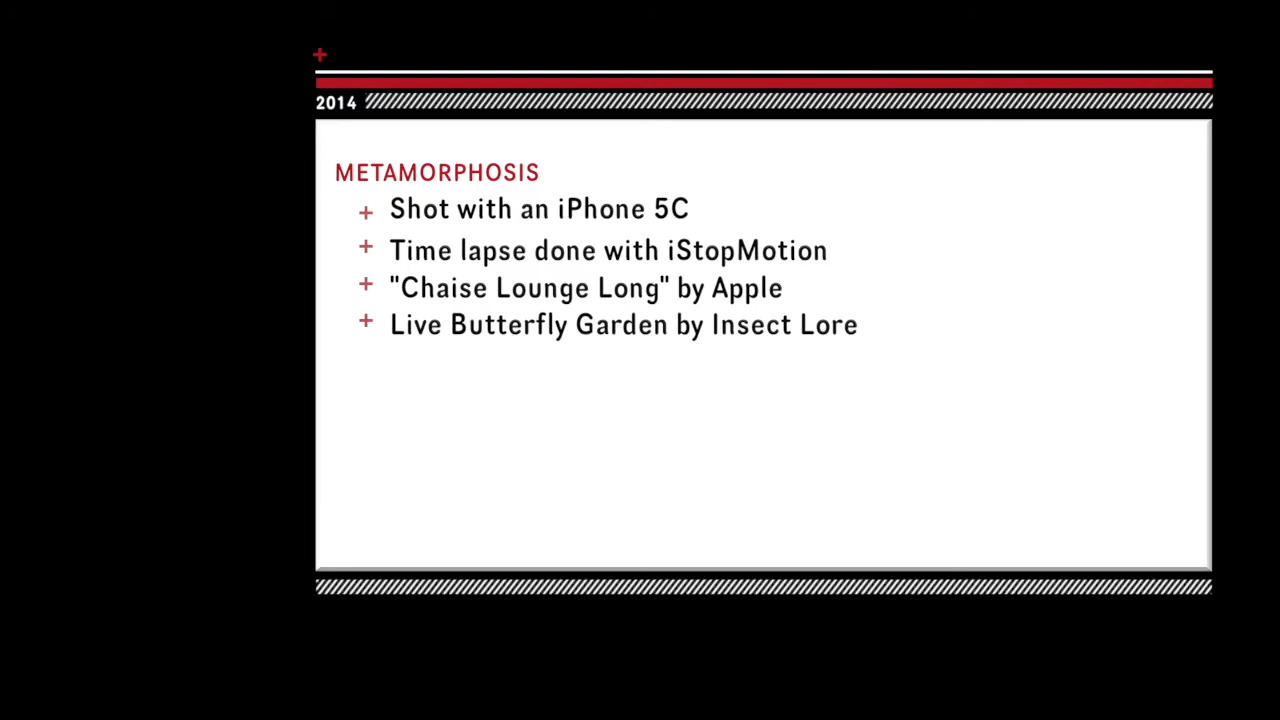 2014
METAMORPHOSIS
+ Shot with an iPhone 5C
+ Time lapse done with iStopMotion
+ "Chaise Lounge Long" by Apple
+ Live Butterfly Garden by Insect Lore